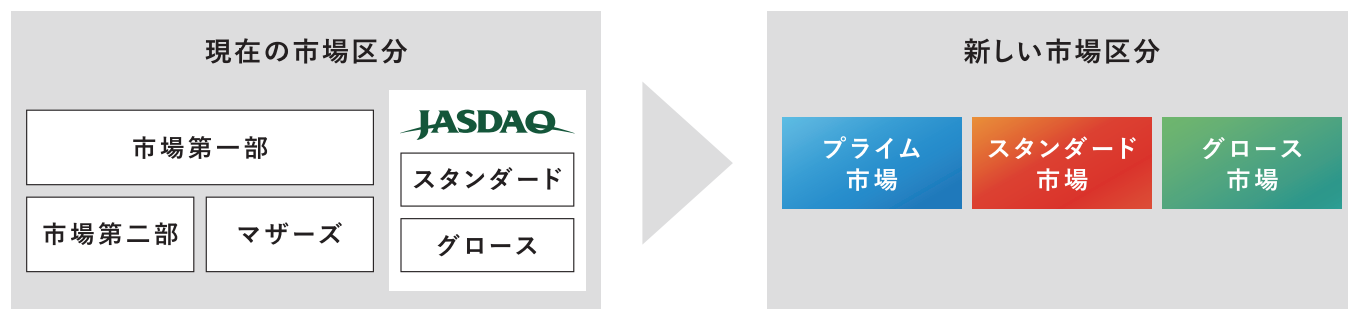 現在の市場区分
市場第一部
市場第二部
マザーズ
JASDAQ
スタンダード
グロース
新しい市場区分
プライム
市場
スタンダード
市場
グロース
市場